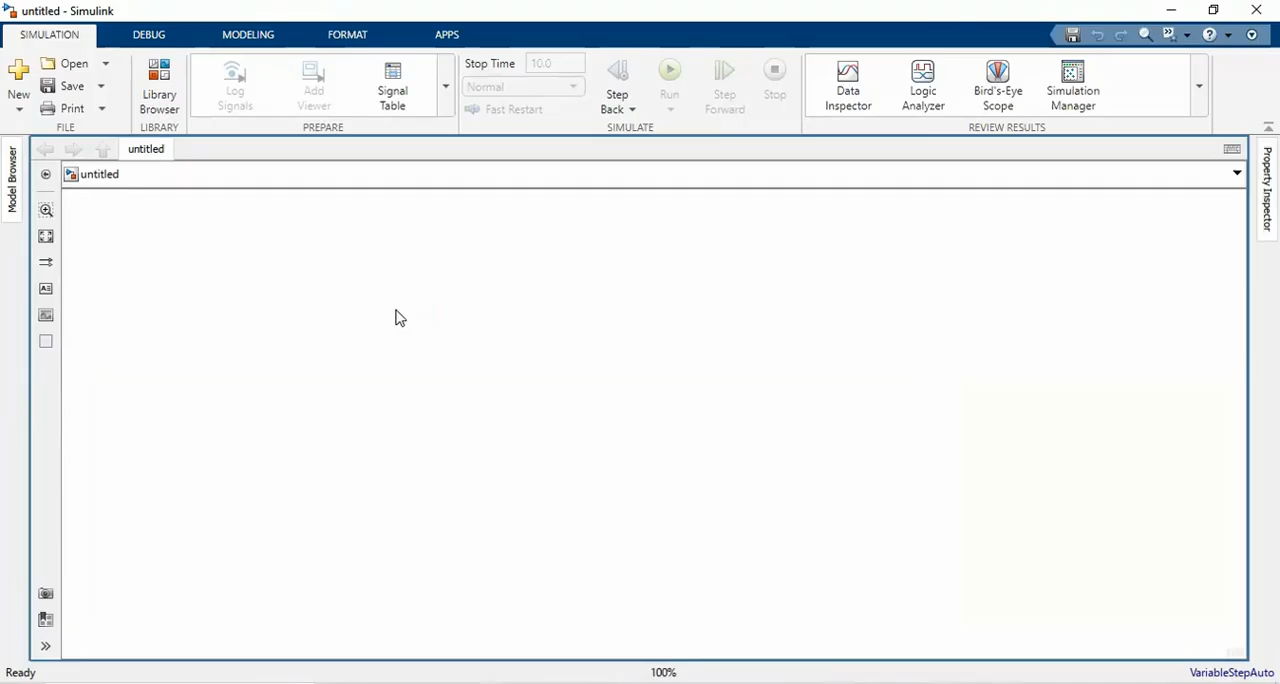 untitled - Simulink
SIMULATION DEBUG MODELING FORMAT APPS
New
Open
Save
Print
FILE
Library
Browser
LIBRARY
Log
Signals
Add
Viewer
Signal
Table
PREPARE
Stop Time 10.0
Normal
Fast Restart
Step
Back
Run
Step
Forward
Stop
SIMULATE
Data
Inspector
Logic
Analyzer
Bird's-Eye
Scope
Simulation
Manager
REVIEW RESULTS
Model Browser
untitled
untitled
Property Inspector
Ready 100% VariableStepAuto